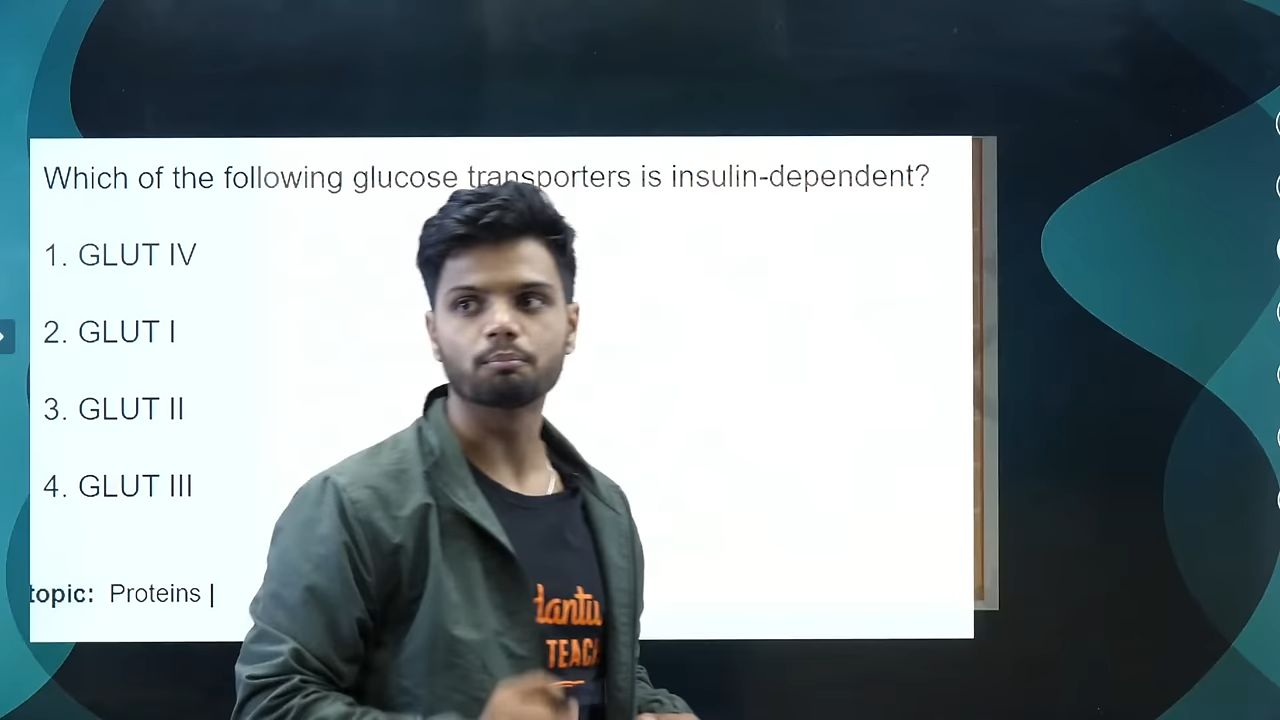 Which of the following glucose transporters is insulin-dependent?
1. GLUT IV
2. GLUT I
3. GLUT II
4. GLUT III
topic: Proteins |